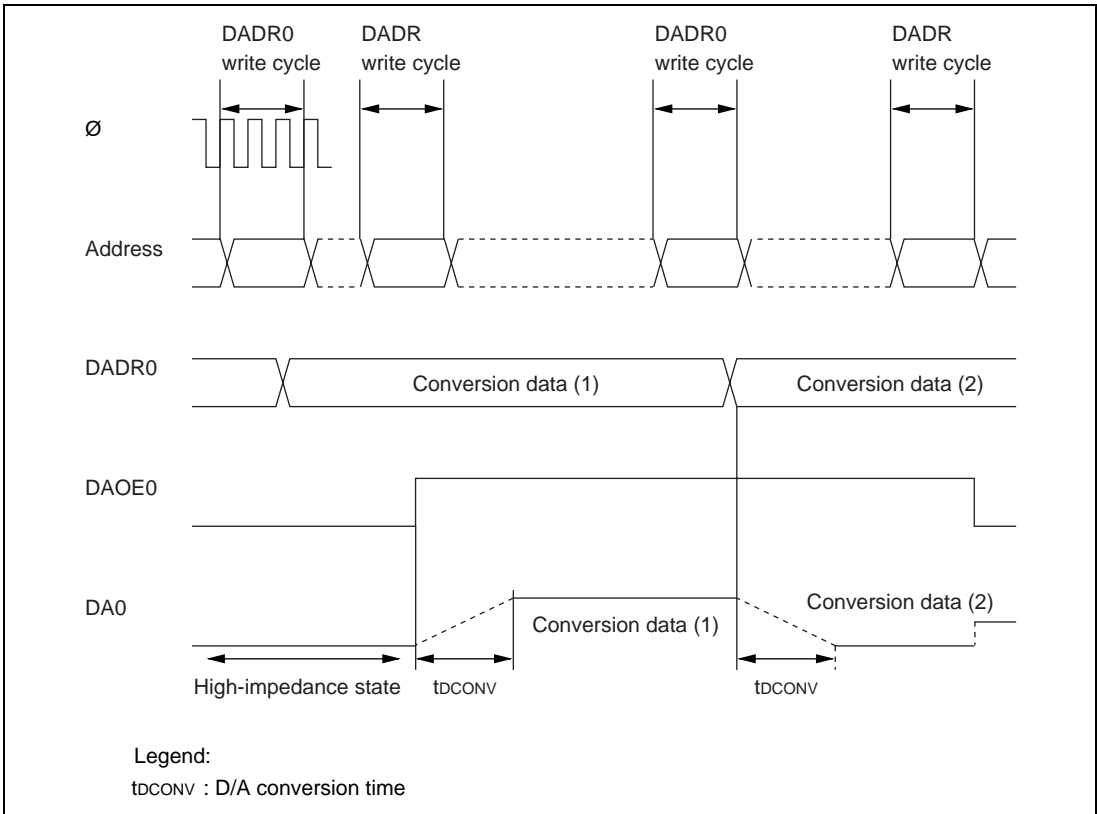 DADR0 DADR DADR0 DADR
write cycle write cycle write cycle write cycle
Ø
Address
DADR0 Conversion data (1) Conversion data (2)
DAOE0
DA0 Conversion data (2)
Conversion data (1)
High-impedance state tDCONV tDCONV
Legend:
tDCONV : D/A conversion time